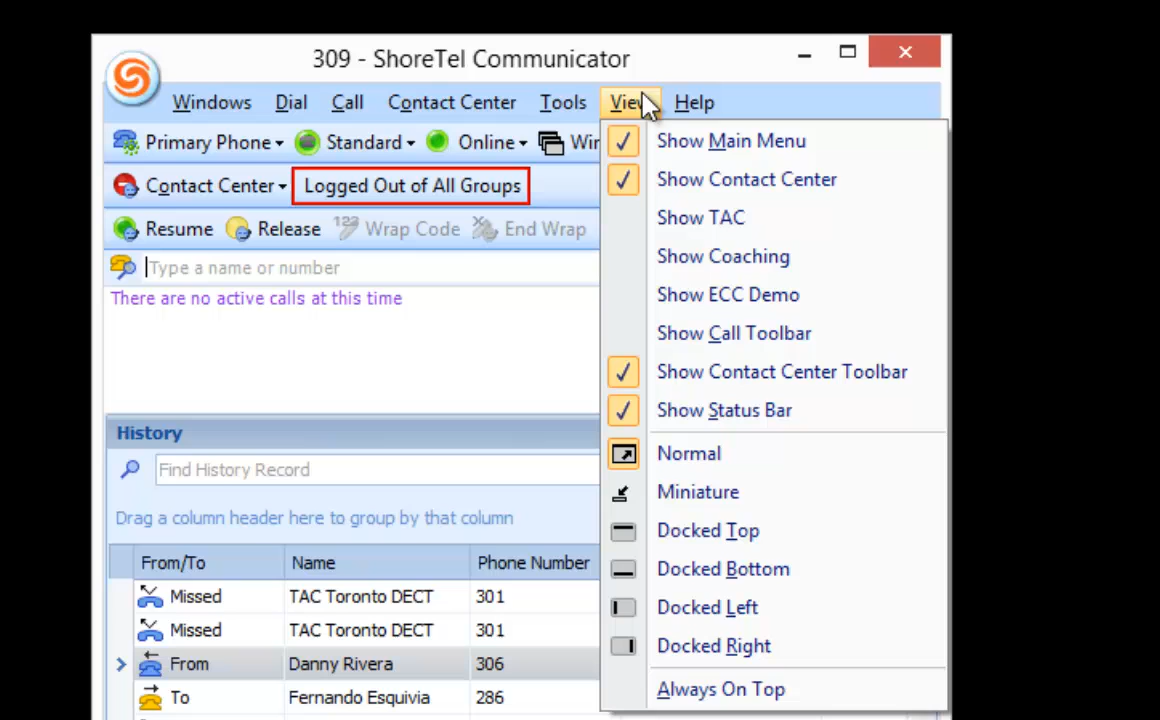 309 - ShoreTel Communicator
Windows Dial Call Contact Center Tools View Help
Primary Phone Standard Online
Contact Center Logged Out of All Groups
Resume Release Wrap Code End Wrap
Type a name or number
There are no active calls at this time
History
Find History Record
Drag a column header here to group by that column
From/To Name Phone Number
Missed TAC Toronto DECT 301
Missed TAC Toronto DECT 301
From Danny Rivera 306
To Fernando Esquivia 286
Show Main Menu
Show Contact Center
Show TAC
Show Coaching
Show ECC Demo
Show Call Toolbar
Show Contact Center Toolbar
Show Status Bar
Normal
Miniature
Docked Top
Docked Bottom
Docked Left
Docked Right
Always On Top